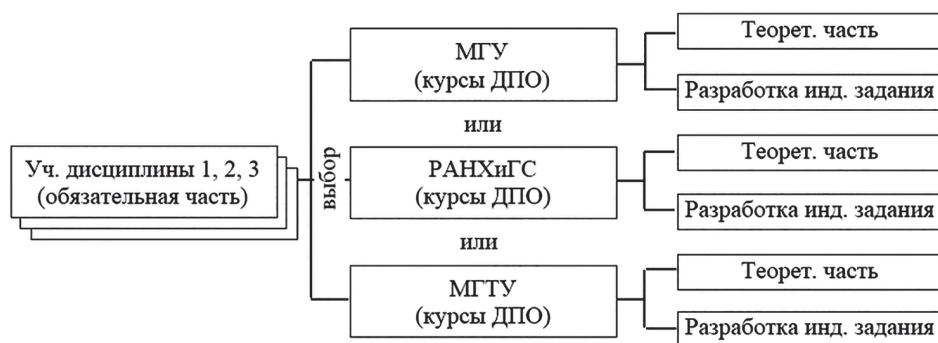 Уч. дисциплины 1, 2, 3
(обязательная часть)
выбор
МГУ
(курсы ДПО)
или
РАНХиГС
(курсы ДПО)
или
МГТУ
(курсы ДПО)
Теорет. часть
Разработка инд. задания
Теорет. часть
Разработка инд. задания
Теорет. часть
Разработка инд. задания